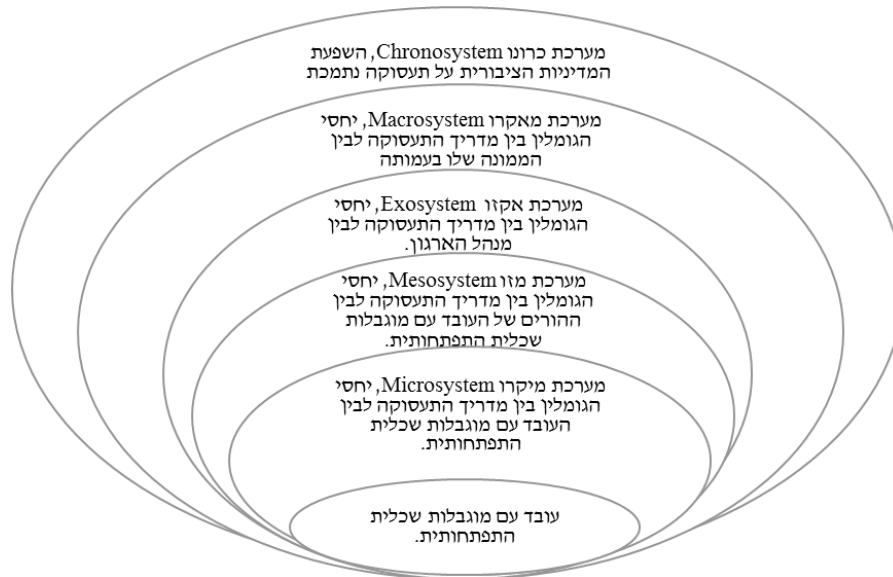 מערכת כרונו Chronosystem, השפעת
המדיניות הציבורית על תעסוקה נתמכת
מערכת מאקרו Macrosystem, יחסי
הגומלין בין מדריך התעסוקה לבין
הממונה שלו בעמותה
מערכת אקזו Exosystem, יחסי
הגומלין בין מדריך התעסוקה לבין
מנהל הארגון.
מערכת מזו Mesosystem, יחסי
הגומלין בין מדריך התעסוקה לבין
ההורים של העובד עם מוגבלות
שכלית התפתחותית.
מערכת מיקרו Microsystem, יחסי
הגומלין בין מדריך התעסוקה לבין
העובד עם מוגבלות שכלית
התפתחותית.
עובד עם מוגבלות שכלית
התפתחותית.